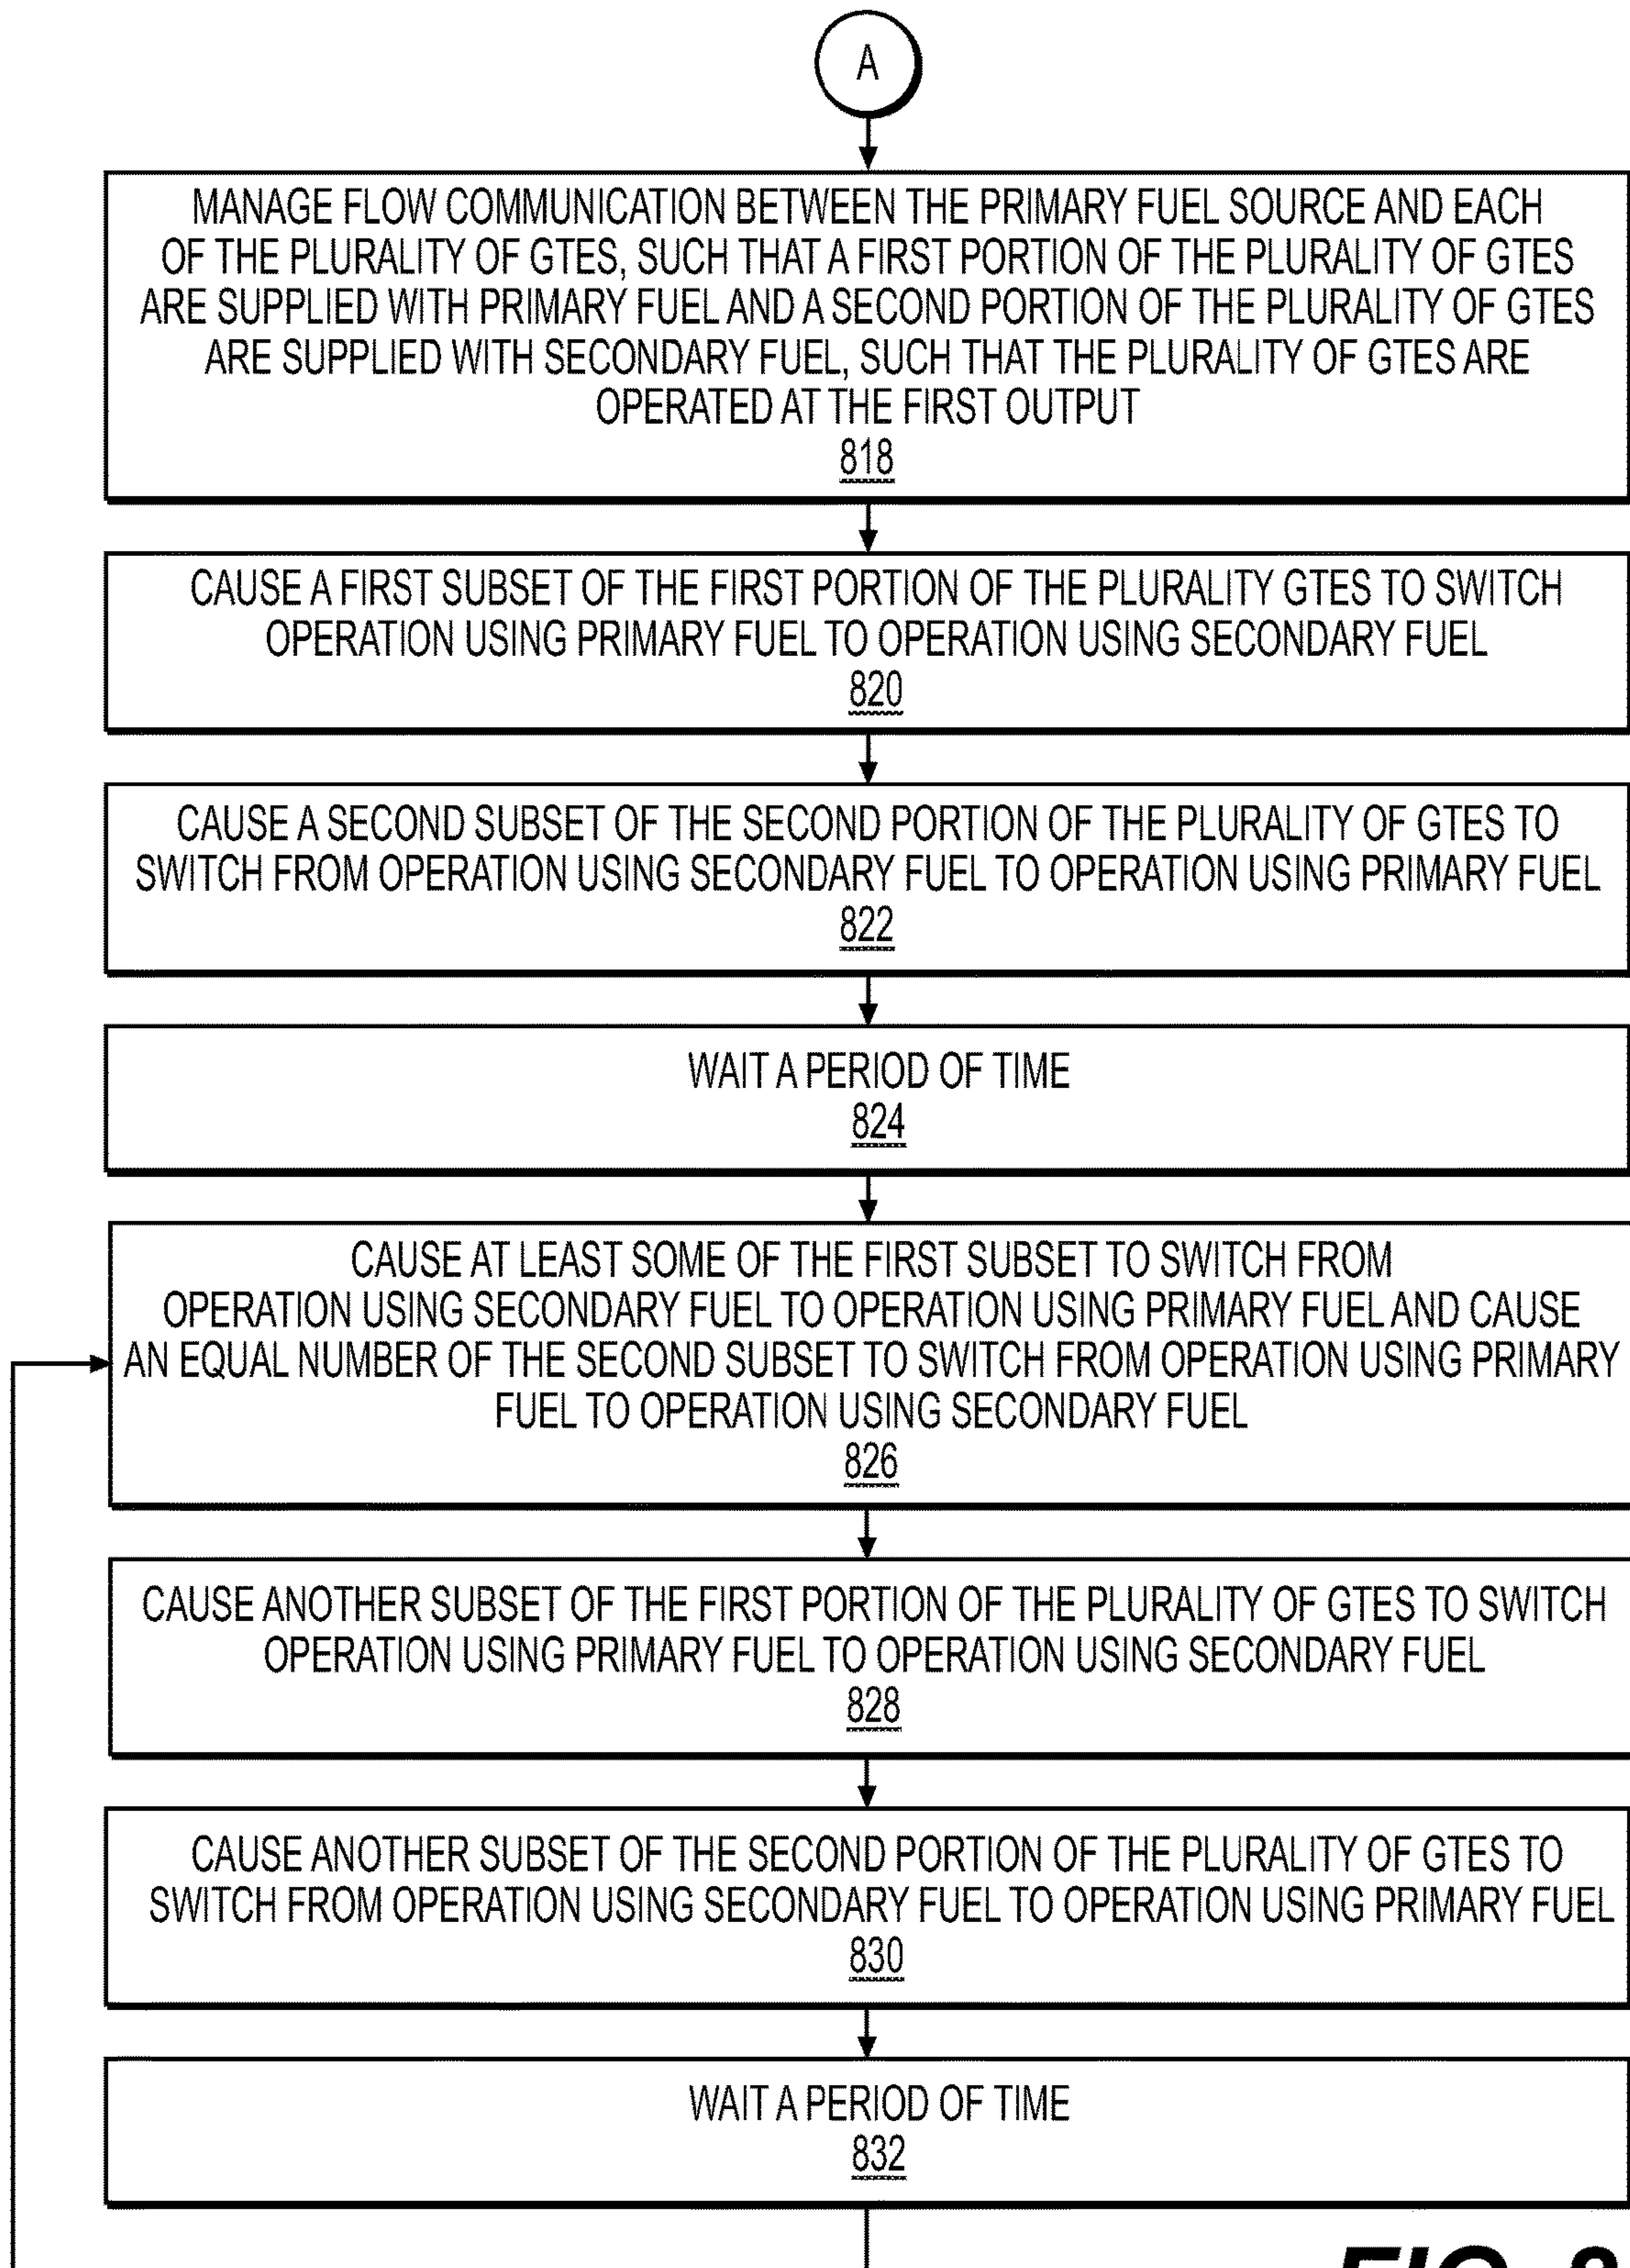 A
MANAGE FLOW COMMUNICATION BETWEEN THE PRIMARY FUEL SOURCE AND EACH
OF THE PLURALITY OF GTES, SUCH THAT A FIRST PORTION OF THE PLURALITY OF GTES
ARE SUPPLIED WITH PRIMARY FUEL AND A SECOND PORTION OF THE PLURALITY OF GTES
ARE SUPPLIED WITH SECONDARY FUEL, SUCH THAT THE PLURALITY OF GTES ARE
OPERATED AT THE FIRST OUTPUT
818
CAUSE A FIRST SUBSET OF THE FIRST PORTION OF THE PLURALITY GTES TO SWITCH
OPERATION USING PRIMARY FUEL TO OPERATION USING SECONDARY FUEL
820
CAUSE A SECOND SUBSET OF THE SECOND PORTION OF THE PLURALITY OF GTES TO
SWITCH FROM OPERATION USING SECONDARY FUEL TO OPERATION USING PRIMARY FUEL
822
WAIT A PERIOD OF TIME
824
CAUSE AT LEAST SOME OF THE FIRST SUBSET TO SWITCH FROM
OPERATION USING SECONDARY FUEL TO OPERATION USING PRIMARY FUEL AND CAUSE
AN EQUAL NUMBER OF THE SECOND SUBSET TO SWITCH FROM OPERATION USING PRIMARY
FUEL TO OPERATION USING SECONDARY FUEL
826
CAUSE ANOTHER SUBSET OF THE FIRST PORTION OF THE PLURALITY OF GTES TO SWITCH
OPERATION USING PRIMARY FUEL TO OPERATION USING SECONDARY FUEL
828
CAUSE ANOTHER SUBSET OF THE SECOND PORTION OF THE PLURALITY OF GTES TO
SWITCH FROM OPERATION USING SECONDARY FUEL TO OPERATION USING PRIMARY FUEL
830
WAIT A PERIOD OF TIME
832